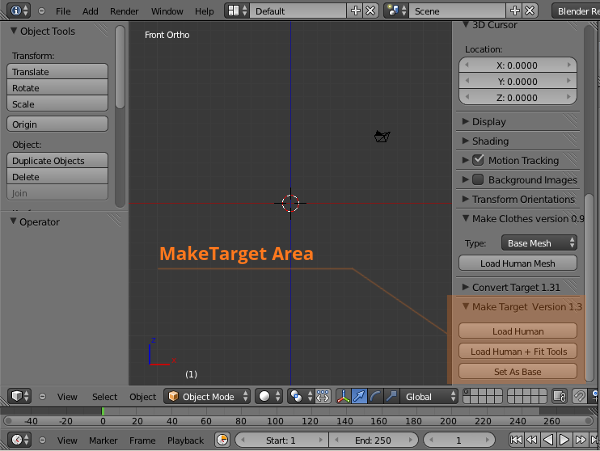 File Add Render Window Help Default Scene Blender Re
Object Tools
Transform:
Translate
Rotate
Scale
Origin
Object:
Duplicate Objects
Delete
Join
Operator
Front Ortho
MakeTarget Area
z
x
(1)
3D Cursor
Location:
X: 0.0000
Y: 0.0000
Z: 0.0000
Display
Shading
Motion Tracking
Background Images
Transform Orientations
Make Clothes version 0.9
Type: Base Mesh
Load Human Mesh
Convert Target 1.31
Make Target Version 1.3
Load Human
Load Human + Fit Tools
Set As Base
View Select Object Object Mode Global
-40 -20 0 20 40 60 80 100 120 140 160 180 200 220 240 260
View Marker Frame Playback Start: 1 End: 250 1